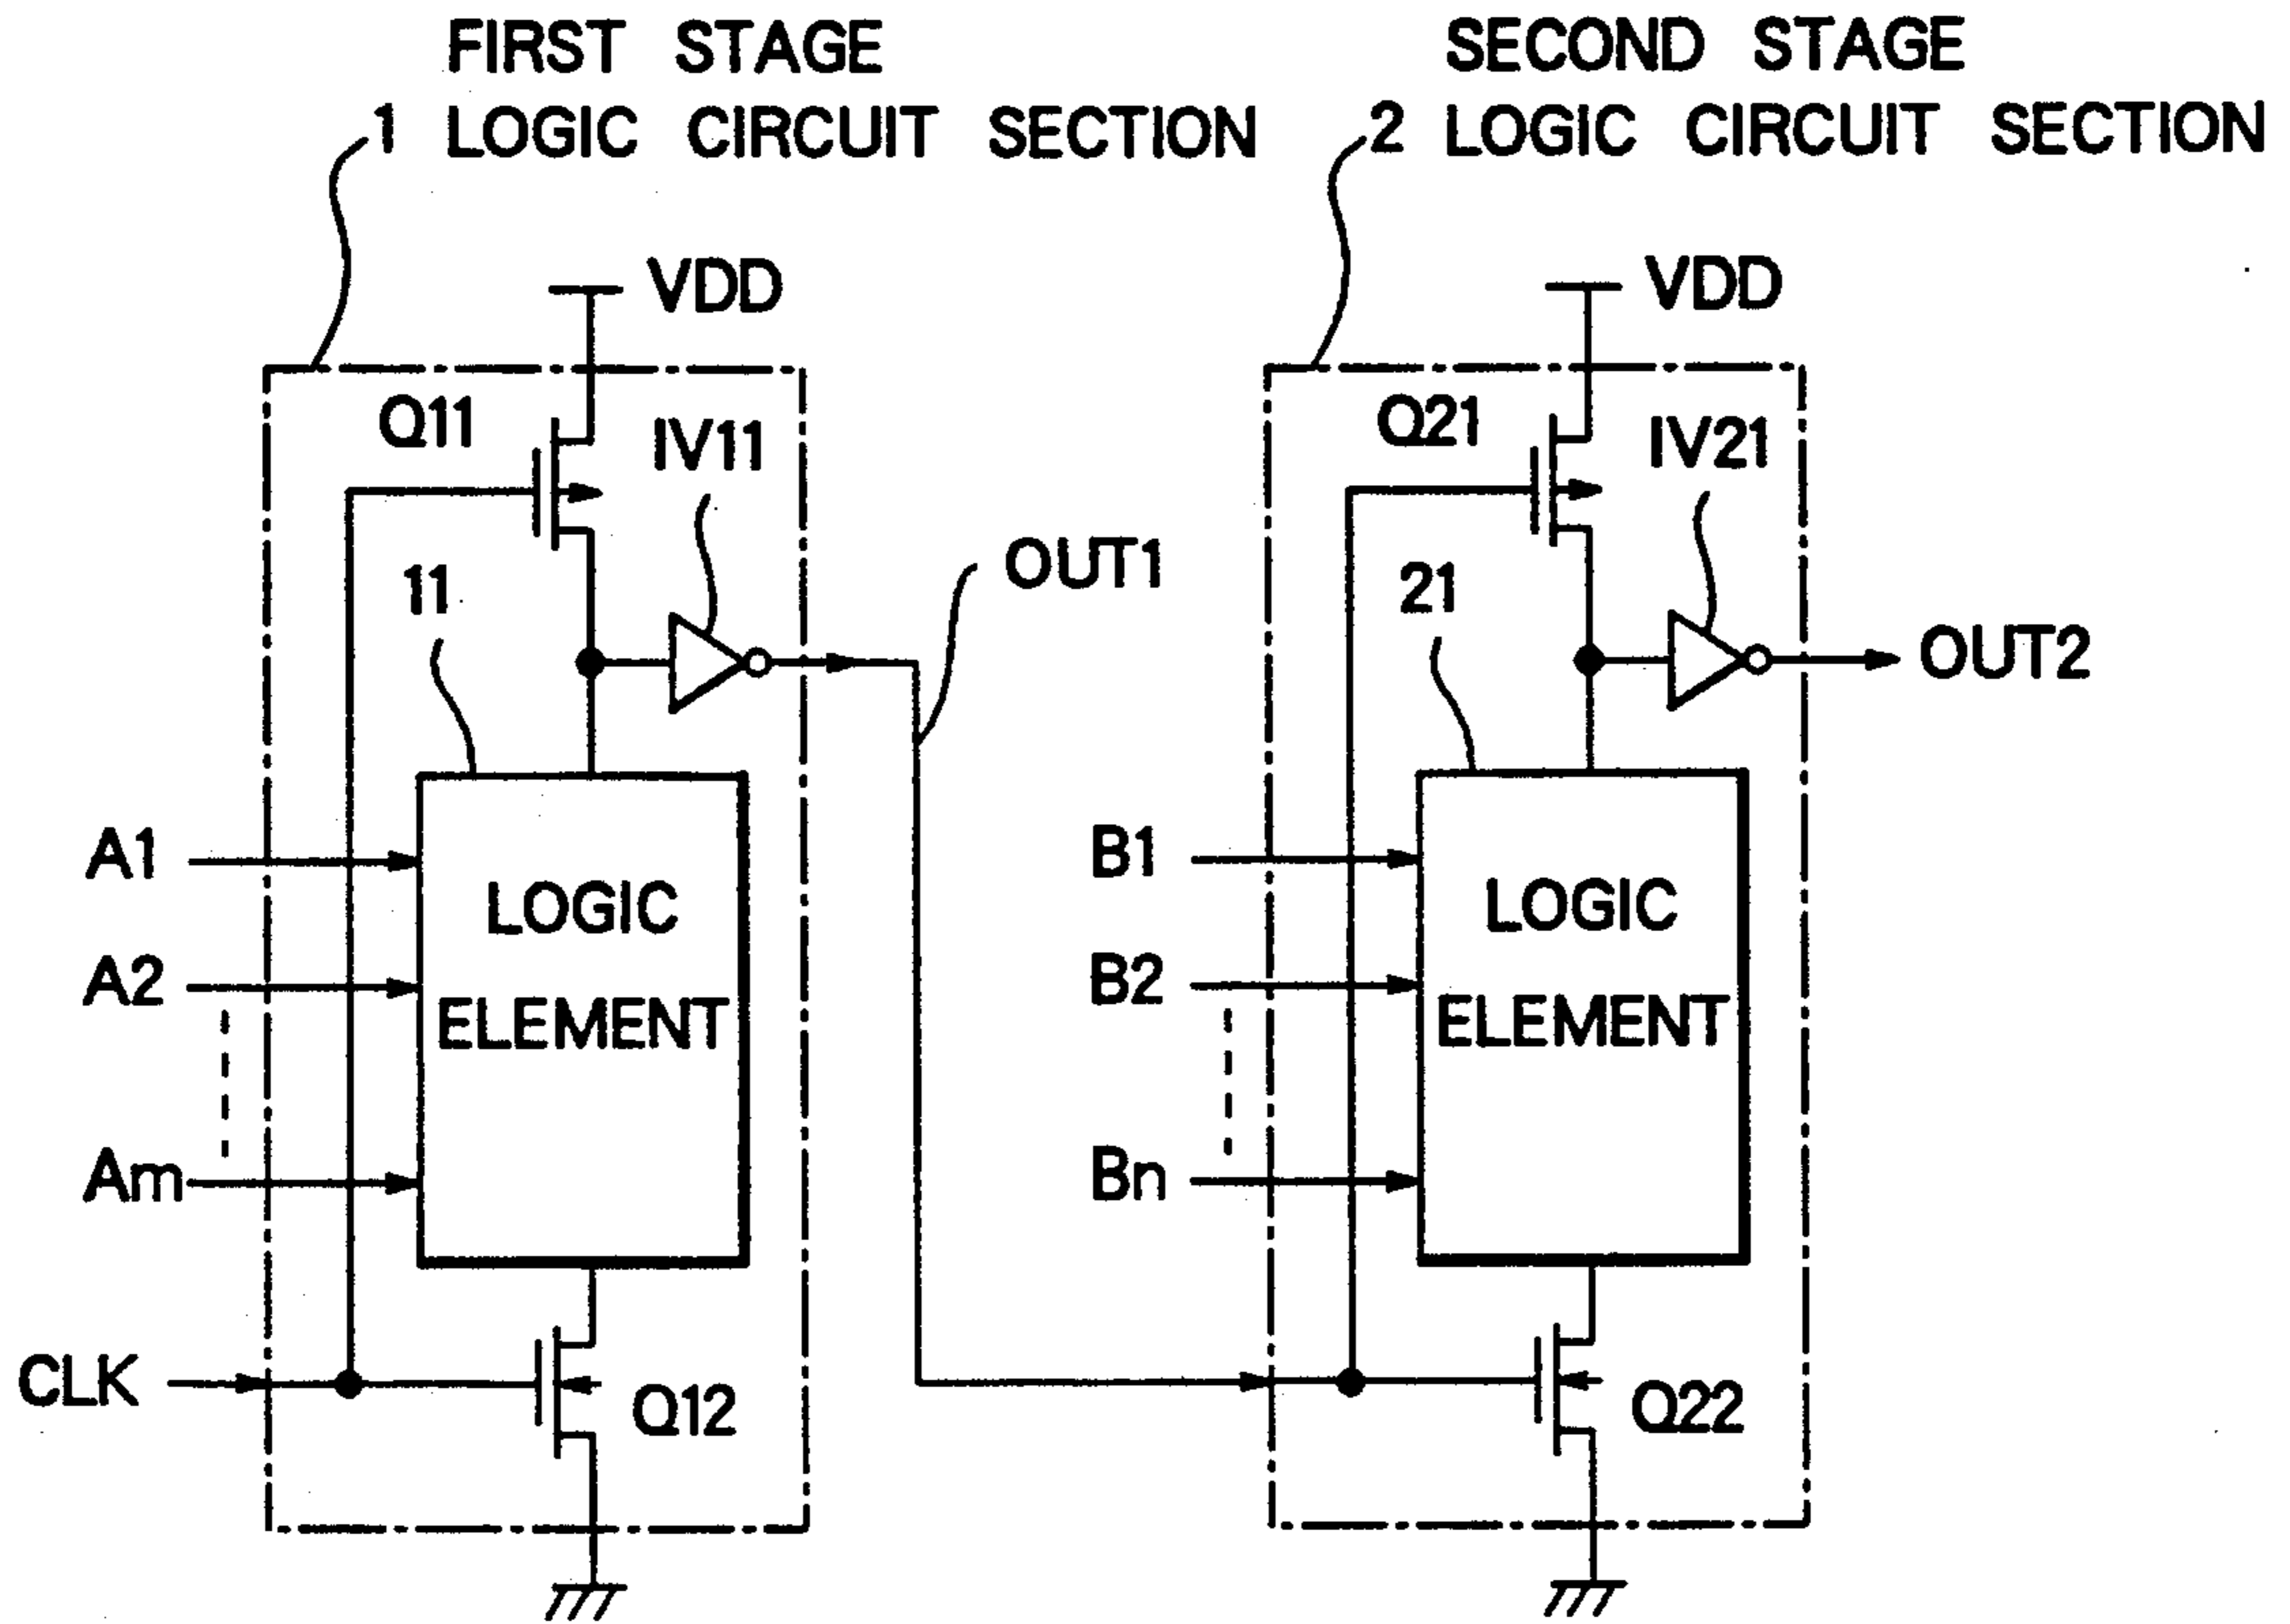 FIRST STAGE
1 LOGIC CIRCUIT SECTION
VDD
Q11
IV11
11
OUT1
A1
A2
Am
LOGIC
ELEMENT
CLK
Q12
SECOND STAGE
2 LOGIC CIRCUIT SECTION
VDD
Q21
IV21
21
OUT2
B1
B2
Bn
LOGIC
ELEMENT
Q22